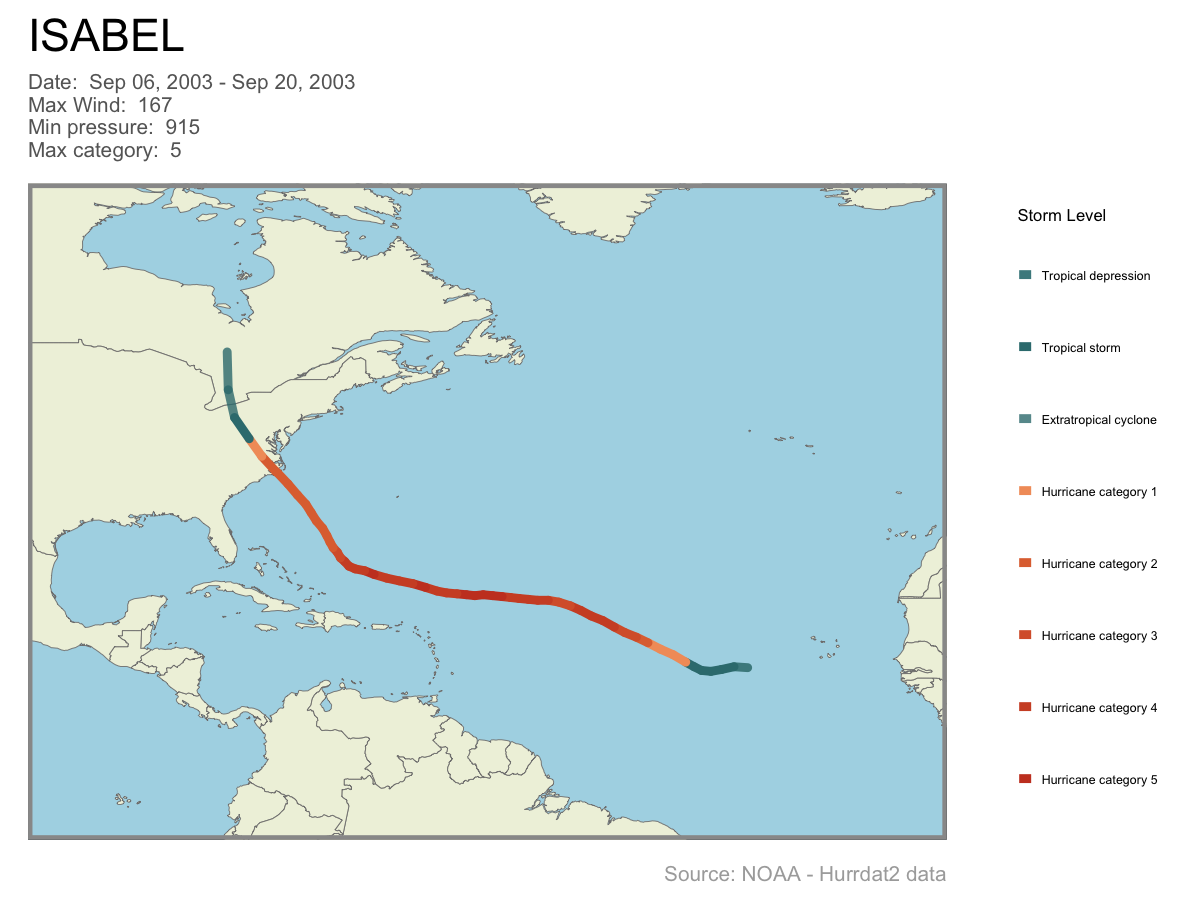 ISABEL
Date:  Sep 06, 2003 - Sep 20, 2003
Max Wind:  167
Min pressure:  915
Max category:  5
Storm Level
Tropical depression
Tropical storm
Extratropical cyclone
Hurricane category 1
Hurricane category 2
Hurricane category 3
Hurricane category 4
Hurricane category 5
Source: NOAA - Hurrdat2 data